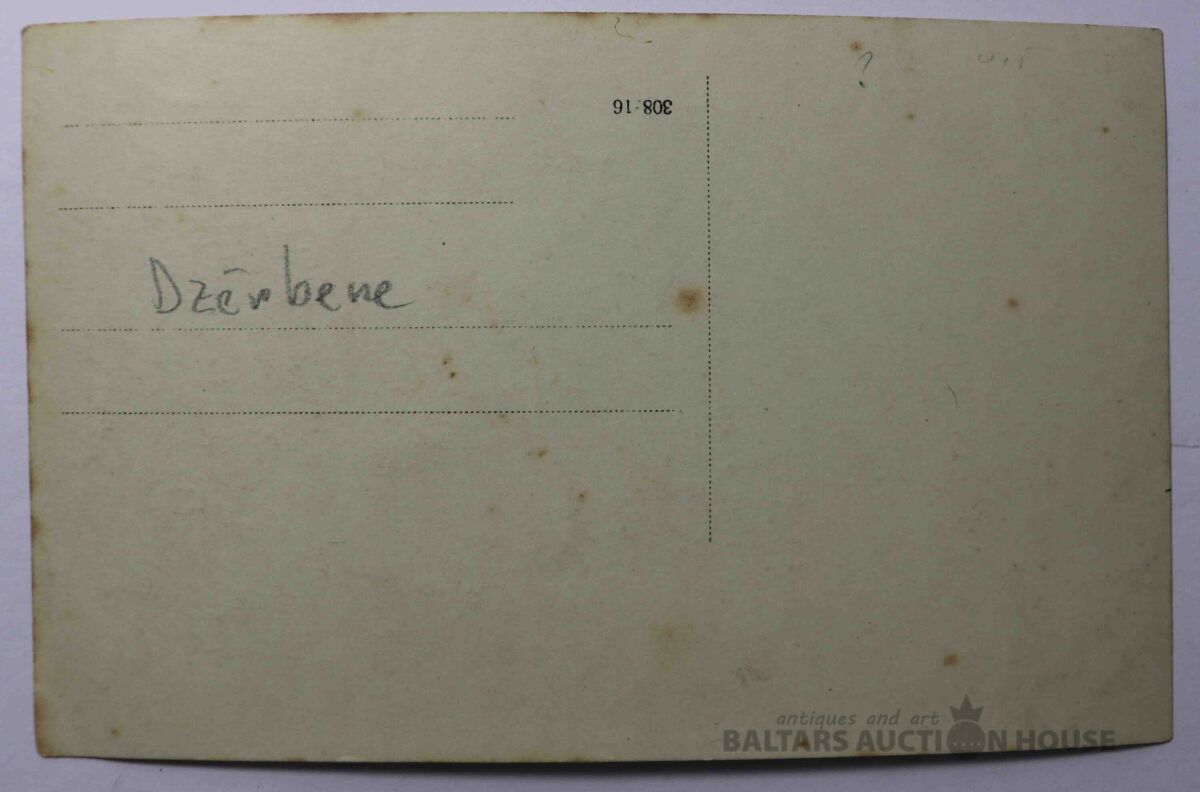 ?
308-16
Dzērbene
antiques and art
BALTARS AUCTION HOUSE